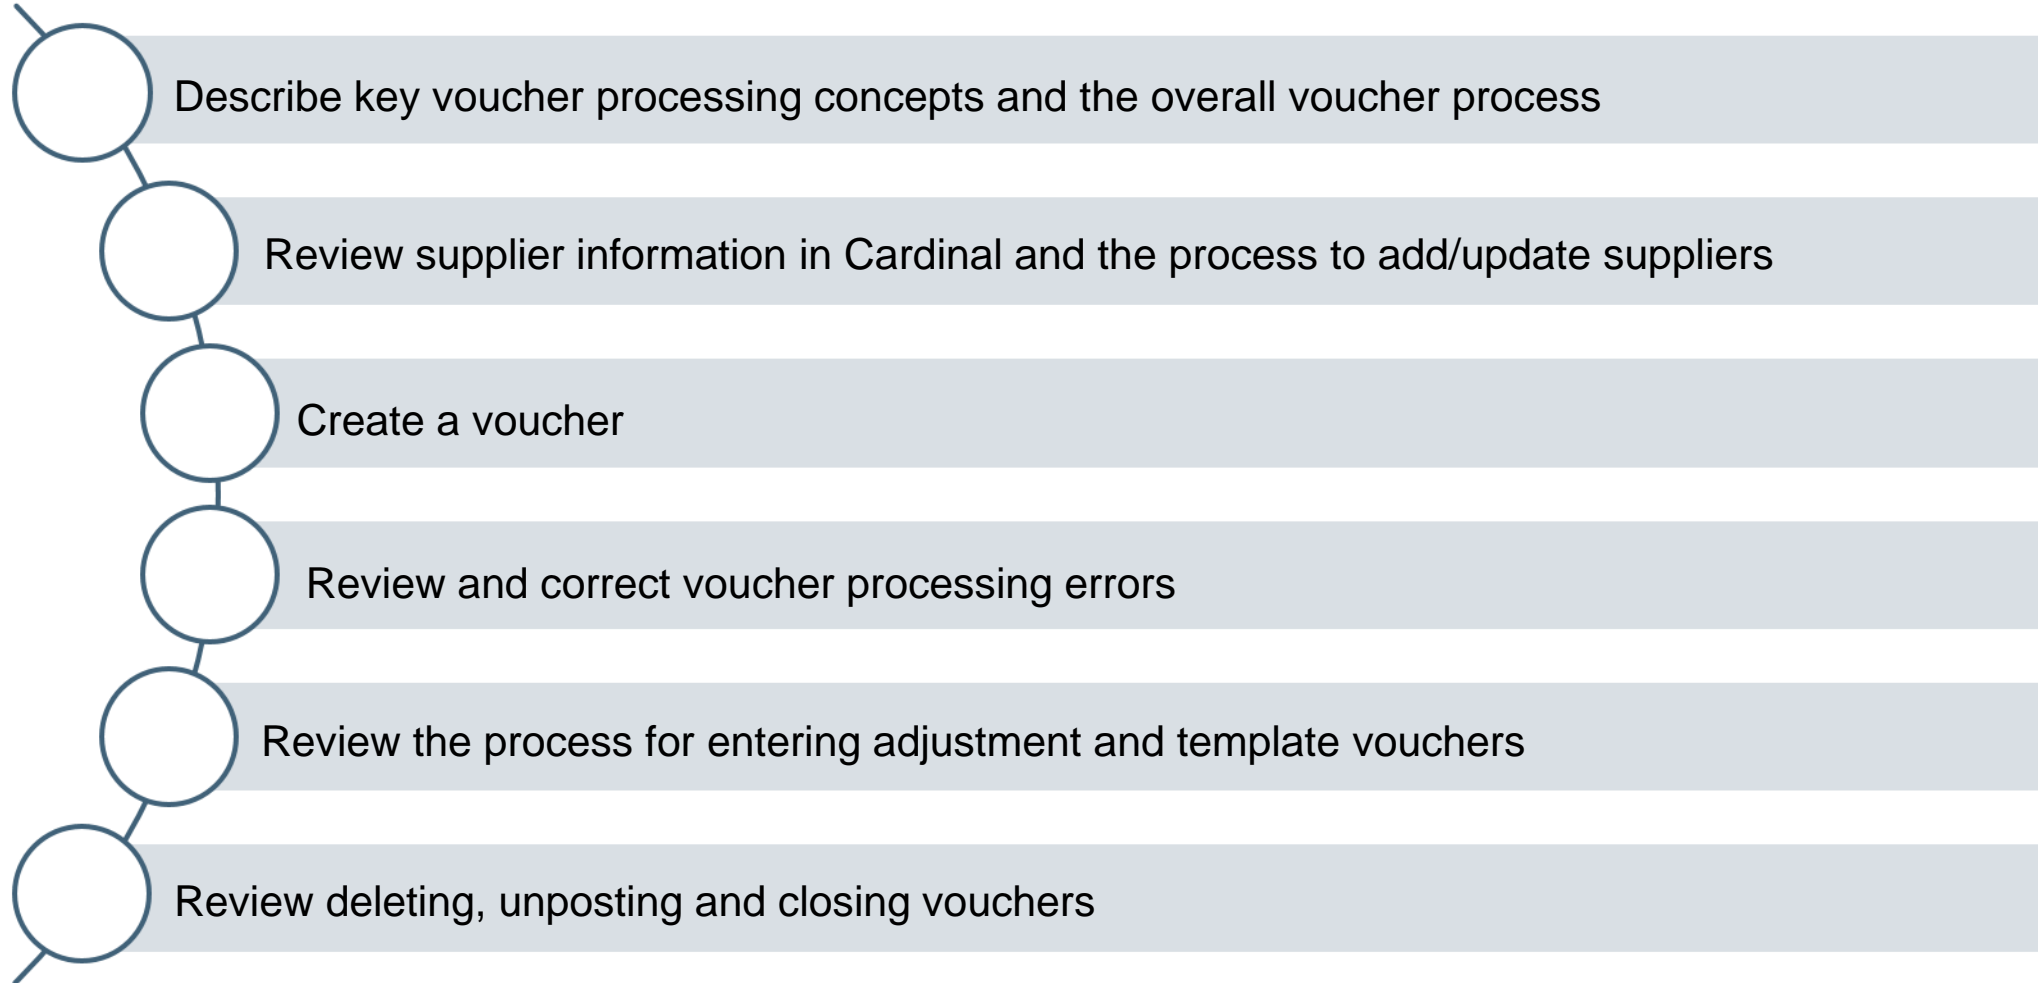 Describe key voucher processing concepts and the overall voucher process
Review supplier information in Cardinal and the process to add/update suppliers
Create a voucher
Review and correct voucher processing errors
Review the process for entering adjustment and template vouchers
Review deleting, unposting and closing vouchers